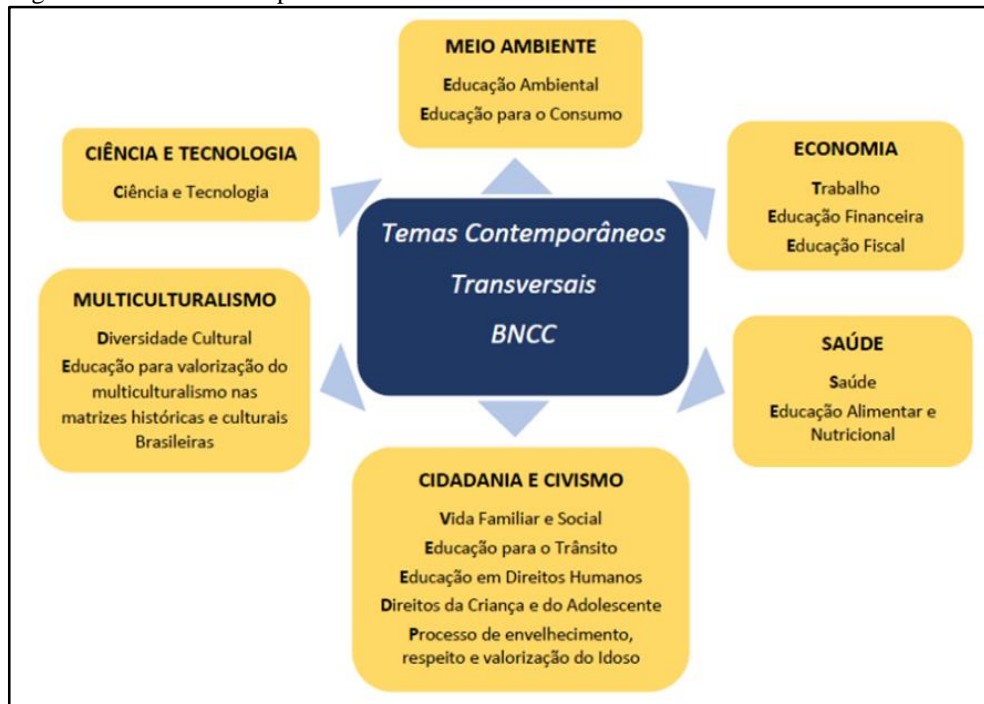 MEIO AMBIENTE
Educação Ambiental
Educação para o Consumo
CIÊNCIA E TECNOLOGIA
Ciência e Tecnologia
ECONOMIA
Trabalho
Educação Financeira
Educação Fiscal
Temas Contemporâneos
Transversais
BNCC
MULTICULTURALISMO
Diversidade Cultural
Educação para valorização do
multiculturalismo nas
matrizes históricas e culturais
Brasileiras
SAÚDE
Saúde
Educação Alimentar e
Nutricional
CIDADANIA E CIVISMO
Vida Familiar e Social
Educação para o Trânsito
Educação em Direitos Humanos
Direitos da Criança e do Adolescente
Processo de envelhecimento,
respeito e valorização do Idoso